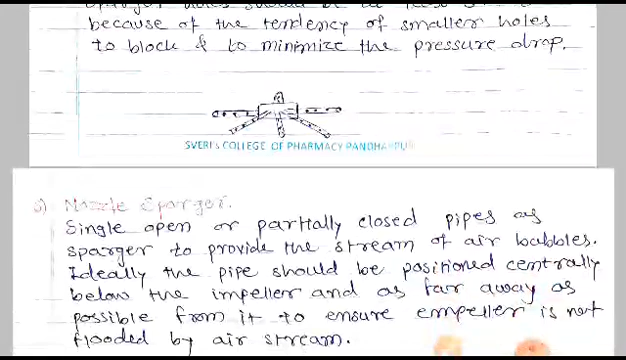 because of the tendency of smaller holes
to block & to minimize the pressure drop.
SVERI's COLLEGE OF PHARMACY PANDHARPUR
Nozzle Sparger.
Single open or partially closed pipes as
sparger to provide the stream of air bubbles.
Ideally the pipe should be positioned centrally
below the impeller and as far away as
possible from it to ensure empeller is not
flooded by air stream.